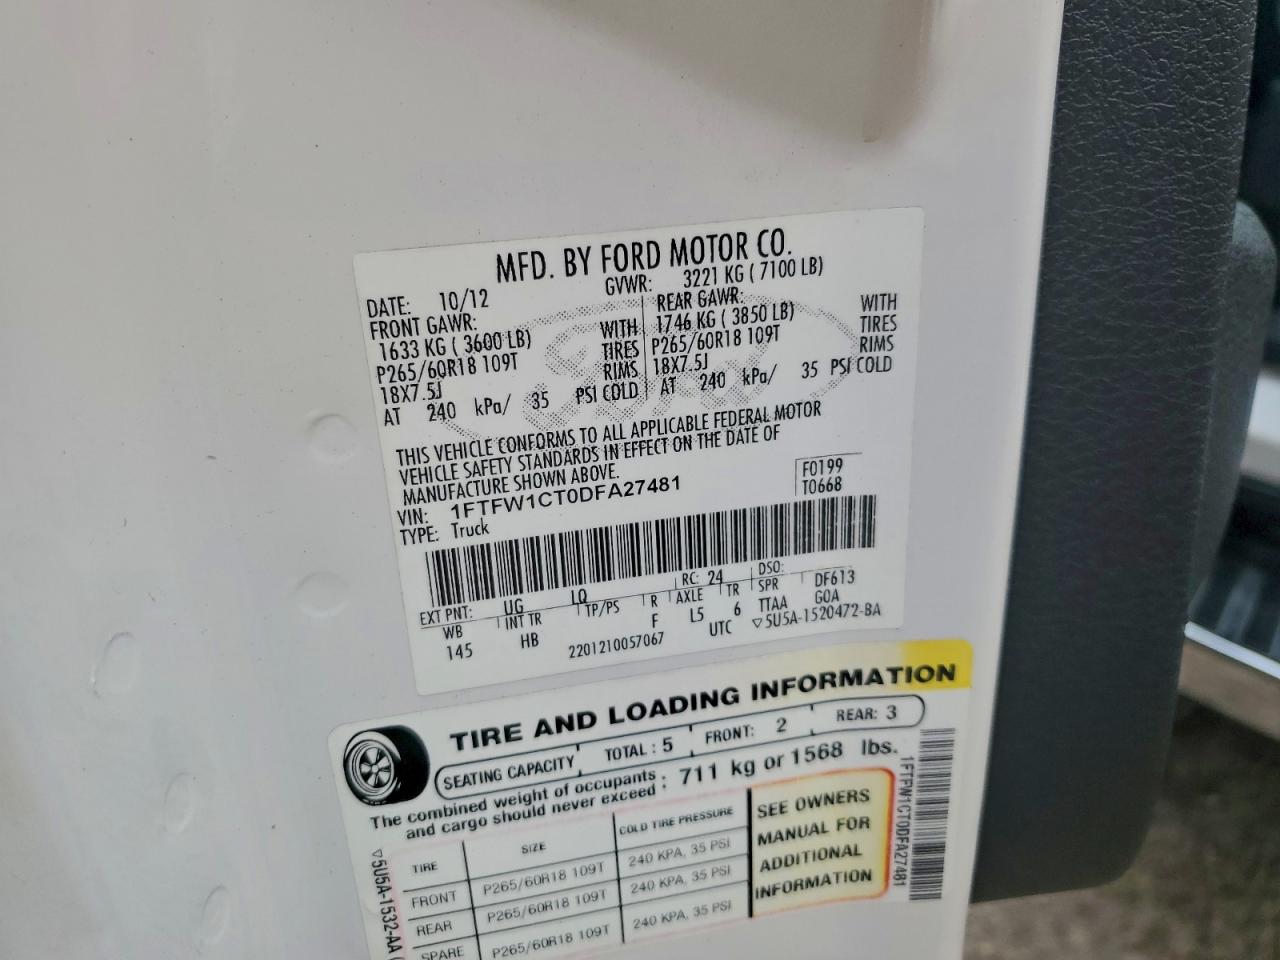 MFD. BY FORD MOTOR CO.
DATE: 10/12 GVWR: 3221 KG ( 7100 LB)
FRONT GAWR: REAR GAWR:
1633 KG ( 3600 LB) WITH 1746 KG ( 3850 LB) WITH
P265/60R18 109T TIRES P265/60R18 109T TIRES
18X7.5J RIMS 18X7.5J RIMS
AT 240 kPa/ 35 PSI COLD AT 240 kPa/ 35 PSI COLD
THIS VEHICLE CONFORMS TO ALL APPLICABLE FEDERAL MOTOR
VEHICLE SAFETY STANDARDS IN EFFECT ON THE DATE OF
MANUFACTURE SHOWN ABOVE.
VIN: 1FTFW1CT0DFA27481 F0199
TYPE: Truck T0668
EXT PNT: UG LQ RC: 24 DSO:
WB INT TR TP/PS R AXLE TR SPR DF613
145 HB F L5 6 TTAA GOA
2201210057067 UTC ▽5U5A-1520472-BA
TIRE AND LOADING INFORMATION
SEATING CAPACITY TOTAL : 5 FRONT: 2 REAR: 3
The combined weight of occupants
and cargo should never exceed : 711 kg or 1568 lbs.
TIRE SIZE COLD TIRE PRESSURE
FRONT P265/60R18 109T 240 KPA, 35 PSI
REAR P265/60R18 109T 240 KPA, 35 PSI
SPARE P265/60R18 109T 240 KPA, 35 PSI
SEE OWNERS
MANUAL FOR
ADDITIONAL
INFORMATION
1FTFW1CT0DFA27481
▽5U5A-1532-AA